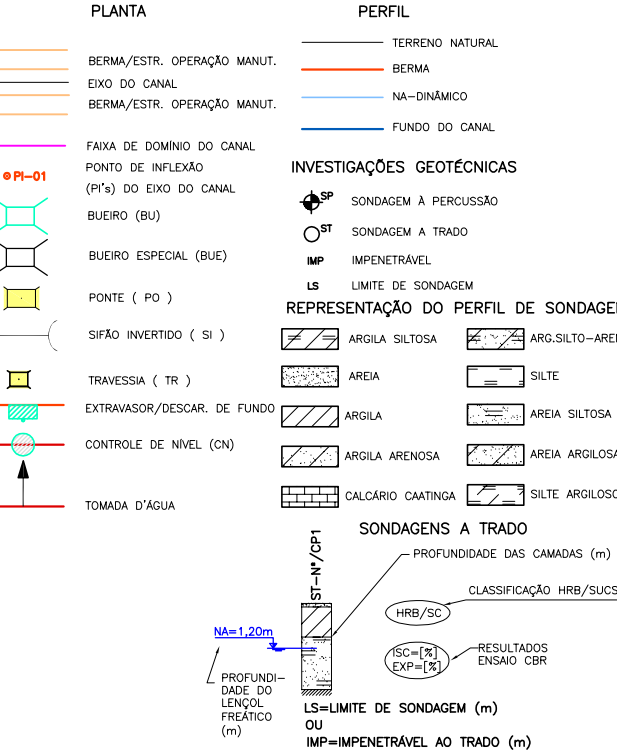 PLANTA
BERMA/ESTR. OPERAÇÃO MANUT.
EIXO DO CANAL
BERMA/ESTR. OPERAÇÃO MANUT.
FAIXA DE DOMÍNIO DO CANAL
PI-01
PONTO DE INFLEXÃO
(PI's) DO EIXO DO CANAL
BUEIRO (BU)
BUEIRO ESPECIAL (BUE)
PONTE ( PO )
SIFÃO INVERTIDO ( SI )
TRAVESSIA ( TR )
EXTRAVASOR/DESCAR. DE FUNDO
CONTROLE DE NÍVEL (CN)
TOMADA D'ÁGUA
PERFIL
TERRENO NATURAL
BERMA
NA-DINÂMICO
FUNDO DO CANAL
INVESTIGAÇÕES GEOTÉCNICAS
SP SONDAGEM À PERCUSSÃO
ST SONDAGEM A TRADO
IMP IMPENETRÁVEL
LS LIMITE DE SONDAGEM
REPRESENTAÇÃO DO PERFIL DE SONDAGEM
ARGILA SILTOSA
AREIA
ARGILA
ARGILA ARENOSA
CALCÁRIO CAATINGA
ARG.SILTO-AREI
SILTE
AREIA SILTOSA
AREIA ARGILOSA
SILTE ARGILOSO
SONDAGENS A TRADO
ST-Nº/CP1
PROFUNDIDADE DAS CAMADAS (m)
CLASSIFICAÇÃO HRB/SUCS
HRB/SC
NA=1,20m
ISC=[%]
EXP=[%]
RESULTADOS
ENSAIO CBR
PROFUNDI-
DADE DO
LENÇOL
FREÁTICO
(m)
LS=LIMITE DE SONDAGEM (m)
OU
IMP=IMPENETRÁVEL AO TRADO (m)